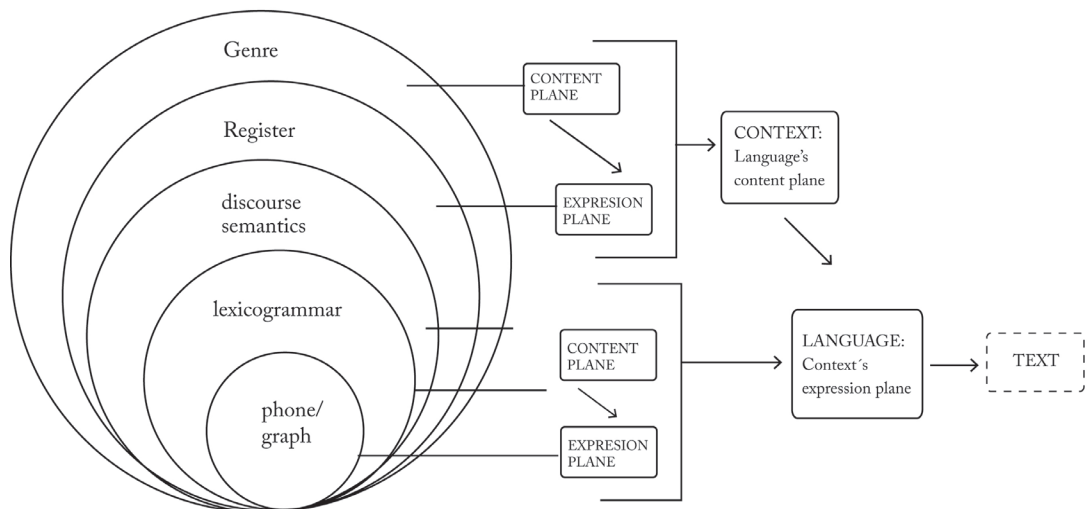 Genre
Register
discourse
semantics
lexicogrammar
phone/
graph
CONTENT
PLANE
EXPRESION
PLANE
CONTEXT:
Language’s
content plane
CONTENT
PLANE
EXPRESION
PLANE
LANGUAGE:
Context´s
expression plane
TEXT